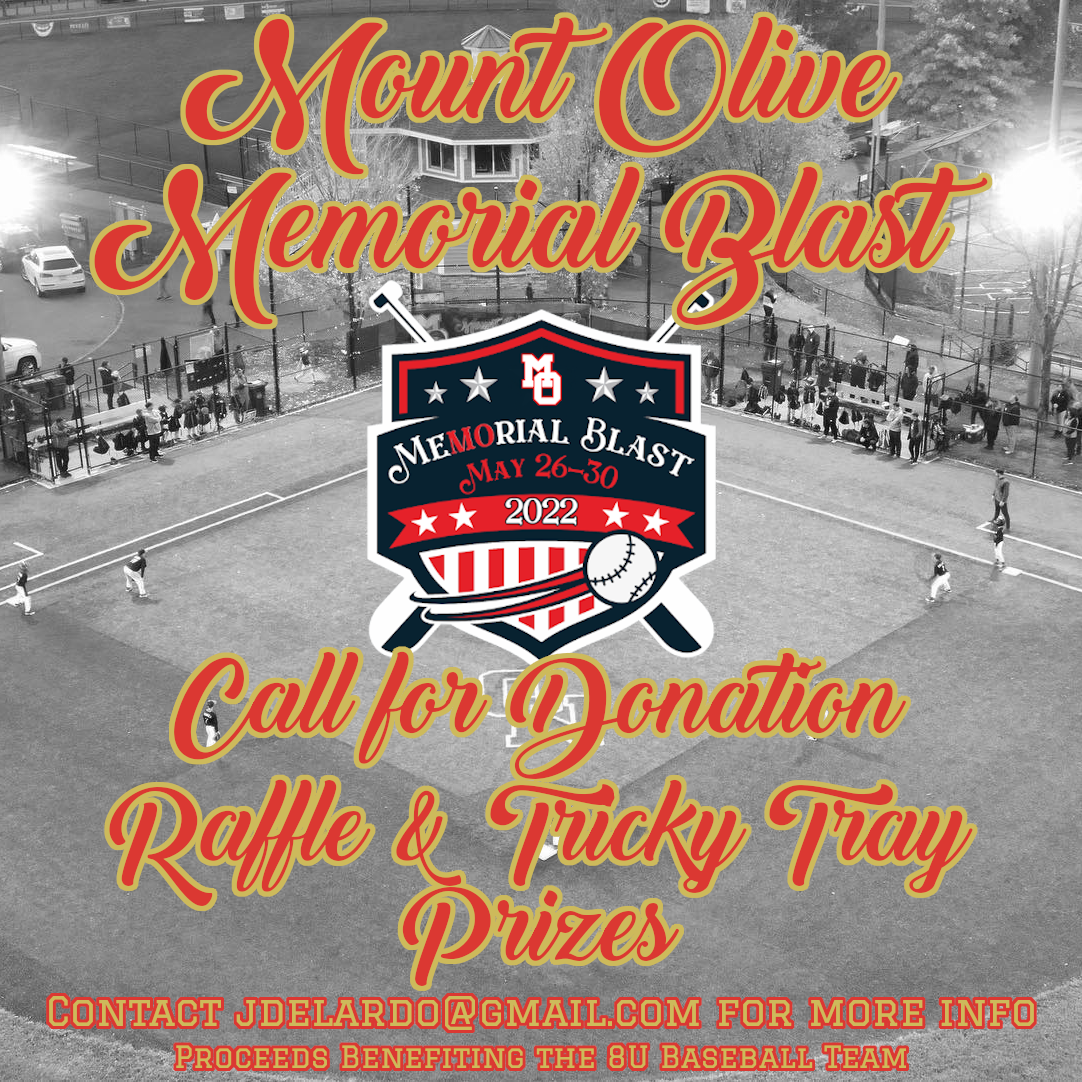 Mount Olive
Memorial Blast
MO
MeMORIAL BLAST
MAY 26–30
2022
Call for Donation
Raffle & Tricky Tray
Prizes
CONTACT JDELARDO@GMAIL.COM FOR MORE INFO
PROCEEDS BENEFITING THE 8U BASEBALL TEAM